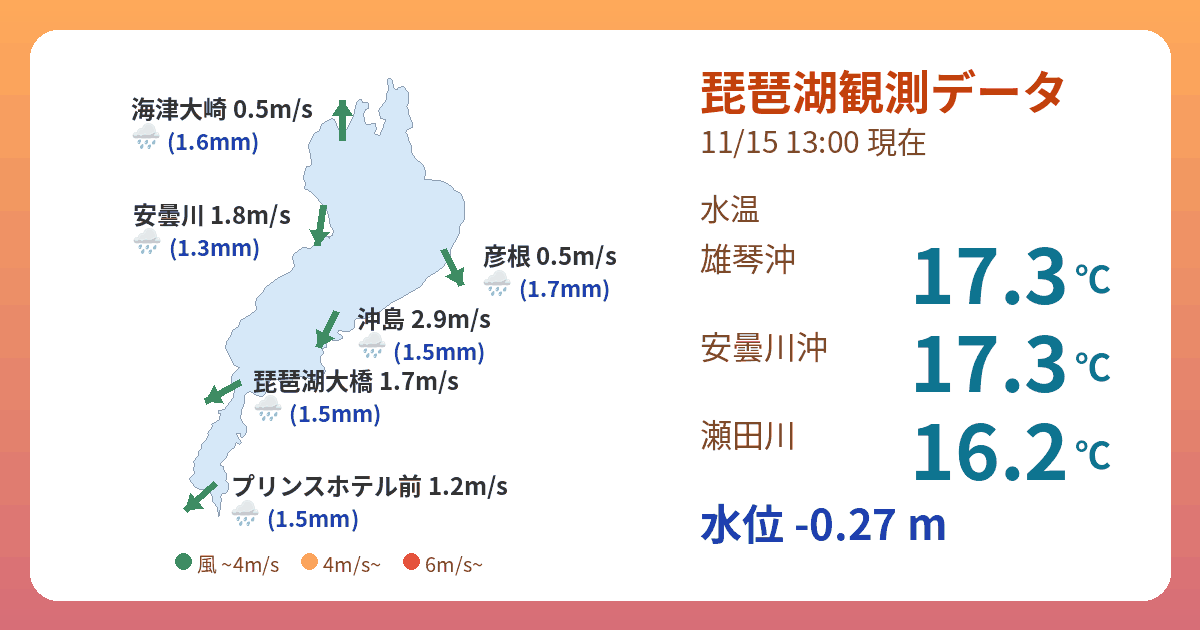 琵琶湖観測データ
11/15 13:00 現在
海津大崎 0.5m/s
(1.6mm)
安曇川 1.8m/s
(1.3mm)
彦根 0.5m/s
(1.7mm)
沖島 2.9m/s
(1.5mm)
琵琶湖大橋 1.7m/s
(1.5mm)
プリンスホテル前 1.2m/s
(1.5mm)
風 ~4m/s
4m/s~
6m/s~
水温
雄琴沖 17.3 ℃
安曇川沖 17.3 ℃
瀬田川 16.2 ℃
水位 -0.27 m